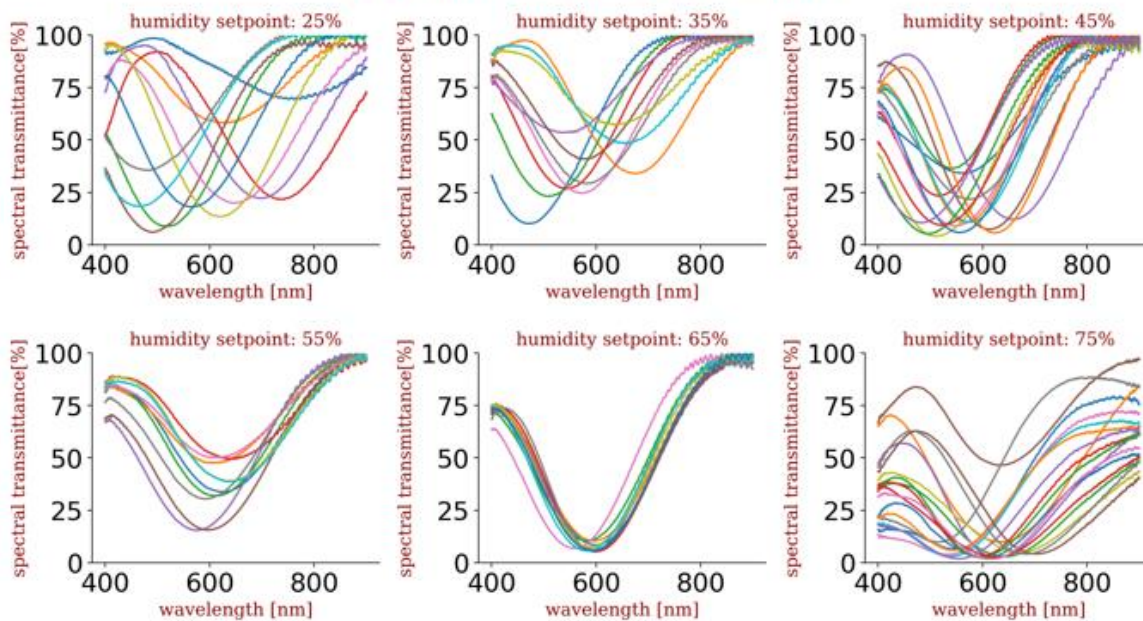 humidity setpoint: 25%
spectral transmittance[%]
100
75
50
25
0
400
600
800
wavelength [nm]
humidity setpoint: 35%
spectral transmittance[%]
100
75
50
25
0
400
600
800
wavelength [nm]
humidity setpoint: 45%
spectral transmittance[%]
100
75
50
25
0
400
600
800
wavelength [nm]
humidity setpoint: 55%
spectral transmittance[%]
100
75
50
25
0
400
600
800
wavelength [nm]
humidity setpoint: 65%
spectral transmittance[%]
100
75
50
25
0
400
600
800
wavelength [nm]
humidity setpoint: 75%
spectral transmittance[%]
100
75
50
25
0
400
600
800
wavelength [nm]